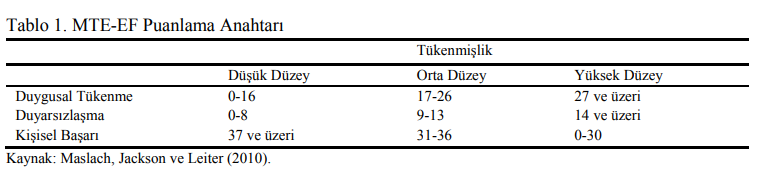 Tablo 1. MTE-EF Puanlama Anahtarı
Tükenmişlik
Düşük Düzey Orta Düzey Yüksek Düzey
Duygusal Tükenme 0-16 17-26 27 ve üzeri
Duyarsızlaşma 0-8 9-13 14 ve üzeri
Kişisel Başarı 37 ve üzeri 31-36 0-30
Kaynak: Maslach, Jackson ve Leiter (2010).